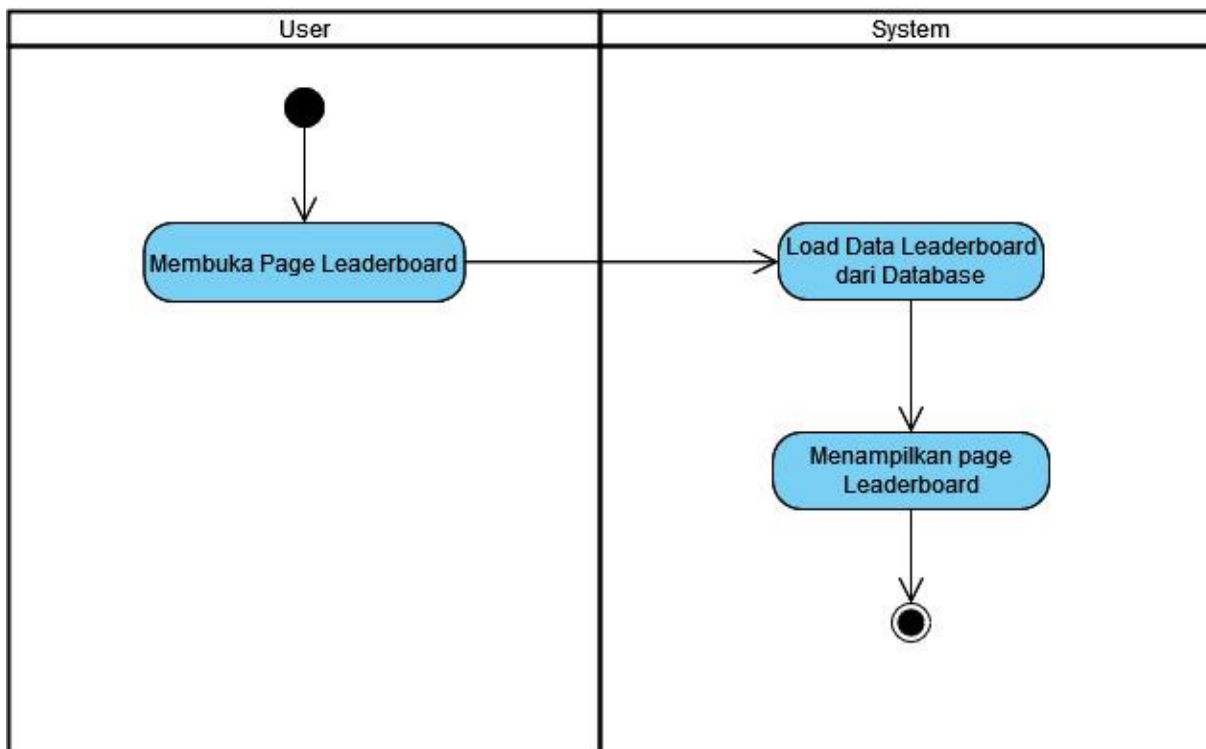 User
System
Membuka Page Leaderboard
Load Data Leaderboard
dari Database
Menampilkan page
Leaderboard